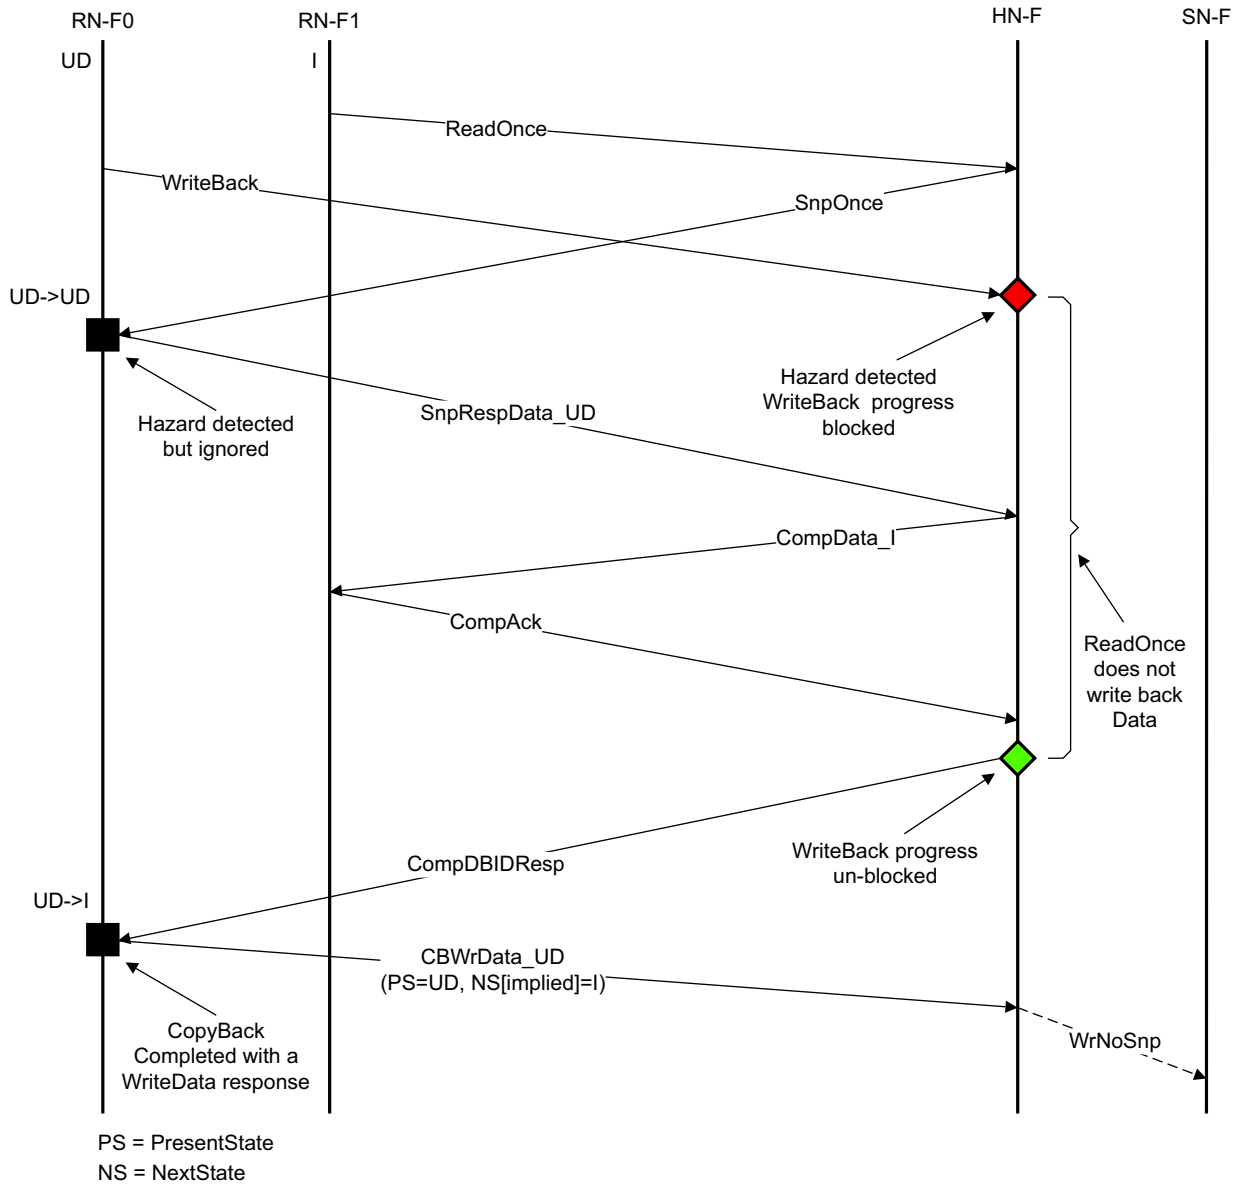 RN-F0
RN-F1
HN-F
SN-F
UD
I
ReadOnce
WriteBack
SnpOnce
UD->UD
Hazard detected
but ignored
Hazard detected
WriteBack progress
blocked
SnpRespData_UD
CompData_I
CompAck
ReadOnce
does not
write back
Data
WriteBack progress
un-blocked
CompDBIDResp
UD->I
CBWrData_UD
(PS=UD, NS[implied]=I)
CopyBack
Completed with a
WriteData response
WrNoSnp
PS = PresentState
NS = NextState